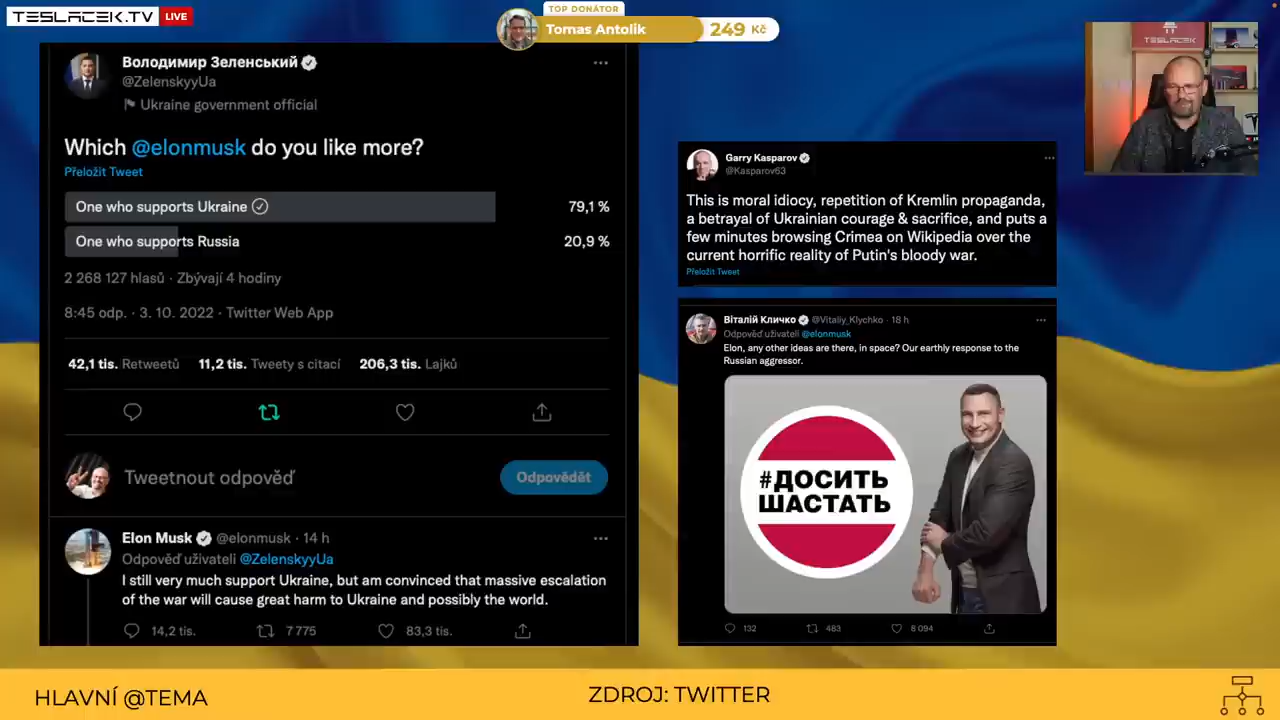 TESLACEK.TV LIVE
TOP DONÁTOR
Tomas Antolik 249 Kč
TESLACEK
Володимир Зеленський
@ZelenskyyUa
Ukraine government official
Which @elonmusk do you like more?
Přeložit Tweet
One who supports Ukraine 79,1 %
One who supports Russia 20,9 %
2 268 127 hlasů · Zbývají 4 hodiny
8:45 odp. · 3. 10. 2022 · Twitter Web App
42,1 tis. Retweetů 11,2 tis. Tweety s citací 206,3 tis. Lajků
Tweetnout odpověď Odpovědět
Elon Musk @elonmusk · 14 h
Odpověď uživateli @ZelenskyyUa
I still very much support Ukraine, but am convinced that massive escalation
of the war will cause great harm to Ukraine and possibly the world.
14,2 tis. 7 775 83,3 tis.
Garry Kasparov
@Kasparov63
This is moral idiocy, repetition of Kremlin propaganda,
a betrayal of Ukrainian courage & sacrifice, and puts a
few minutes browsing Crimea on Wikipedia over the
current horrific reality of Putin's bloody war.
Přeložit Tweet
Віталій Кличко @Vitaliy_Klychko · 18 h
Odpověď uživateli @elonmusk
Elon, any other ideas are there, in space? Our earthly response to the
Russian aggressor.
#ДОСИТЬ
ШАСТАТЬ
132 483 8 094
HLAVNÍ @TEMA
ZDROJ: TWITTER